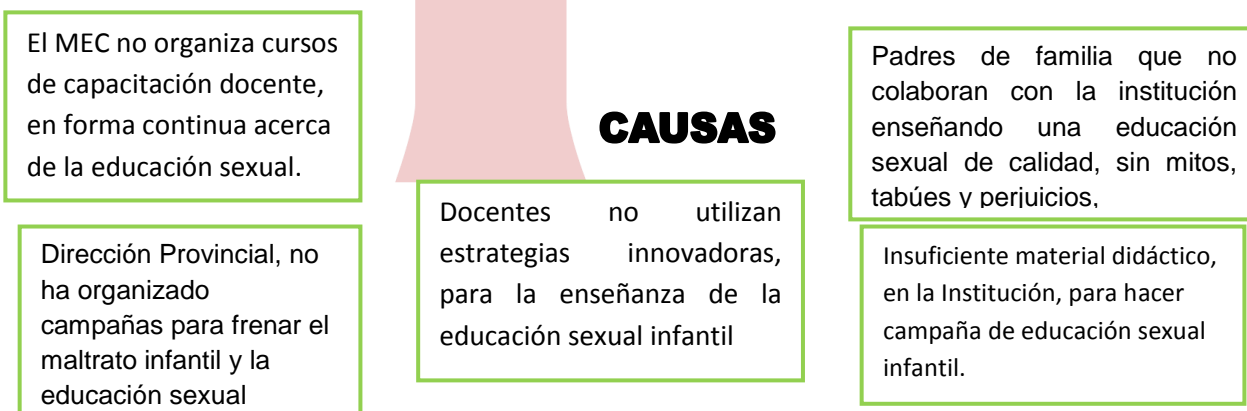 El MEC no organiza cursos
de capacitación docente,
en forma continua acerca
de la educación sexual.
Dirección Provincial, no
ha organizado
campañas para frenar el
maltrato infantil y la
educación sexual
CAUSAS
Docentes no utilizan
estrategias innovadoras,
para la enseñanza de la
educación sexual infantil
Padres de familia que no
colaboran con la institución
enseñando una educación
sexual de calidad, sin mitos,
tabúes y perjuicios,
Insuficiente material didáctico,
en la Institución, para hacer
campaña de educación sexual
infantil.